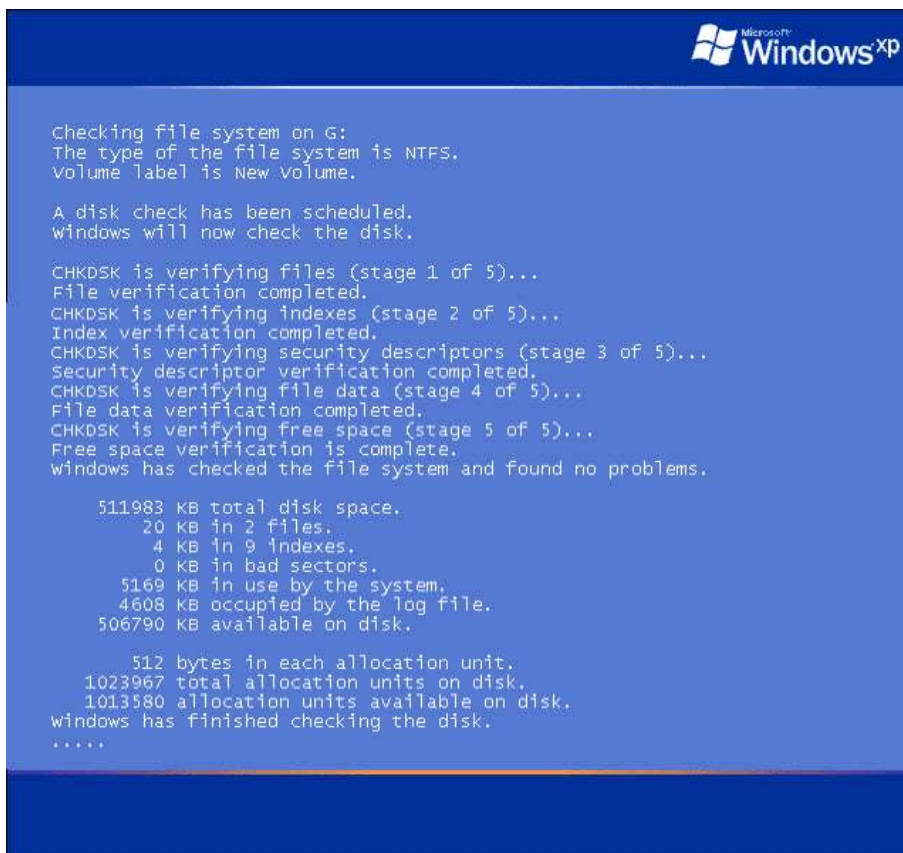 Microsoft
Windows xp
Checking file system on G:
The type of the file system is NTFS.
Volume label is New Volume.
A disk check has been scheduled.
Windows will now check the disk.
CHKDSK is verifying files (stage 1 of 5)...
File verification completed.
CHKDSK is verifying indexes (stage 2 of 5)...
Index verification completed.
CHKDSK is verifying security descriptors (stage 3 of 5)...
Security descriptor verification completed.
CHKDSK is verifying file data (stage 4 of 5)...
File data verification completed.
CHKDSK is verifying free space (stage 5 of 5)...
Free space verification is complete.
Windows has checked the file system and found no problems.
511983 KB total disk space.
20 KB in 2 files.
4 KB in 9 indexes.
0 KB in bad sectors.
5169 KB in use by the system.
4608 KB occupied by the log file.
506790 KB available on disk.
512 bytes in each allocation unit.
1023967 total allocation units on disk.
1013580 allocation units available on disk.
Windows has finished checking the disk.
.....